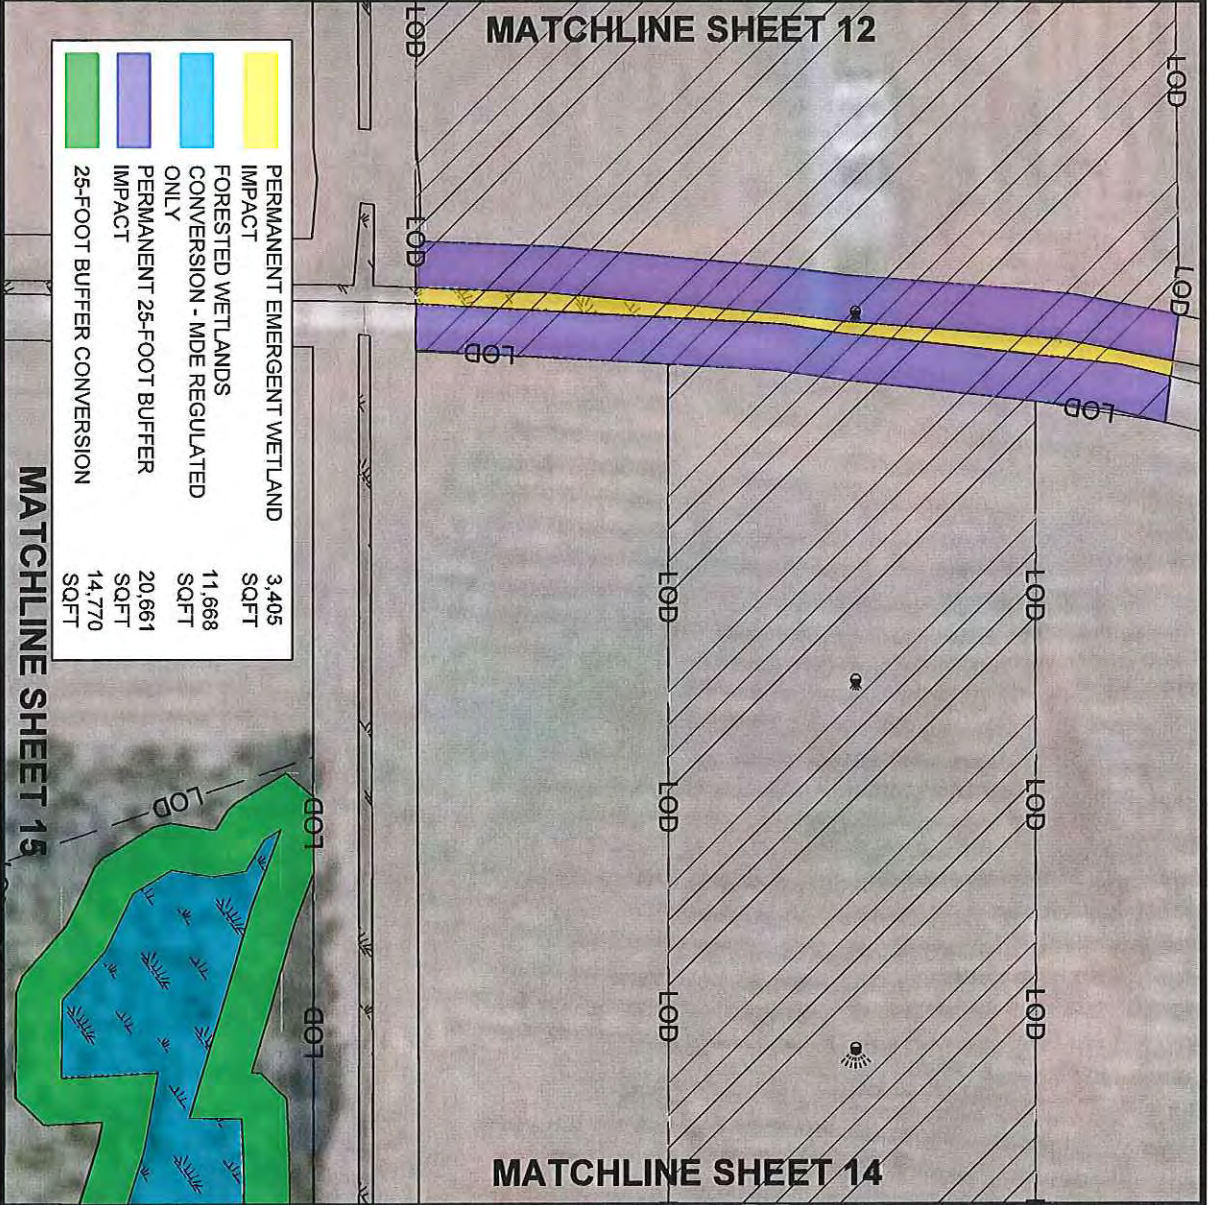 MATCHLINE SHEET 12
LOD
LOD
LOD
LOD
LOD
LOD
PERMANENT EMERGENT WETLAND
IMPACT
3,405
SQFT
FORESTED WETLANDS
CONVERSION - MDE REGULATED
ONLY
11,668
SQFT
PERMANENT 25-FOOT BUFFER
IMPACT
20,661
SQFT
25-FOOT BUFFER CONVERSION
14,770
SQFT
LOD
LOD
LOD
LOD
LOD
LOD
LOD
LOD
LOD
MATCHLINE SHEET 15
MATCHLINE SHEET 14